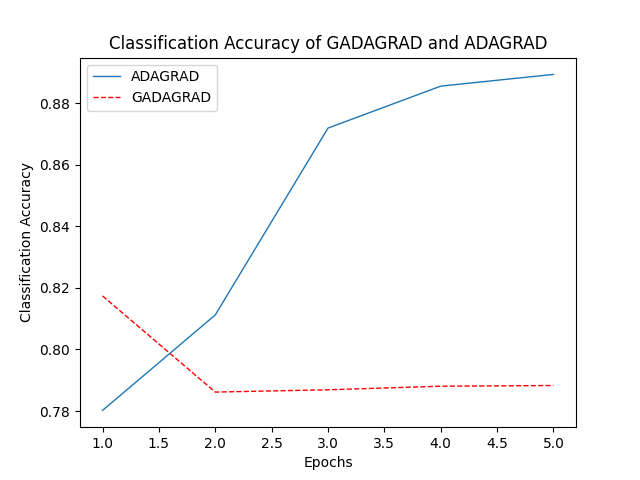 Classification Accuracy of GADAGRAD and ADAGRAD
ADAGRAD
GADAGRAD
Classification Accuracy
0.88
0.86
0.84
0.82
0.80
0.78
1.0 1.5 2.0 2.5 3.0 3.5 4.0 4.5 5.0
Epochs